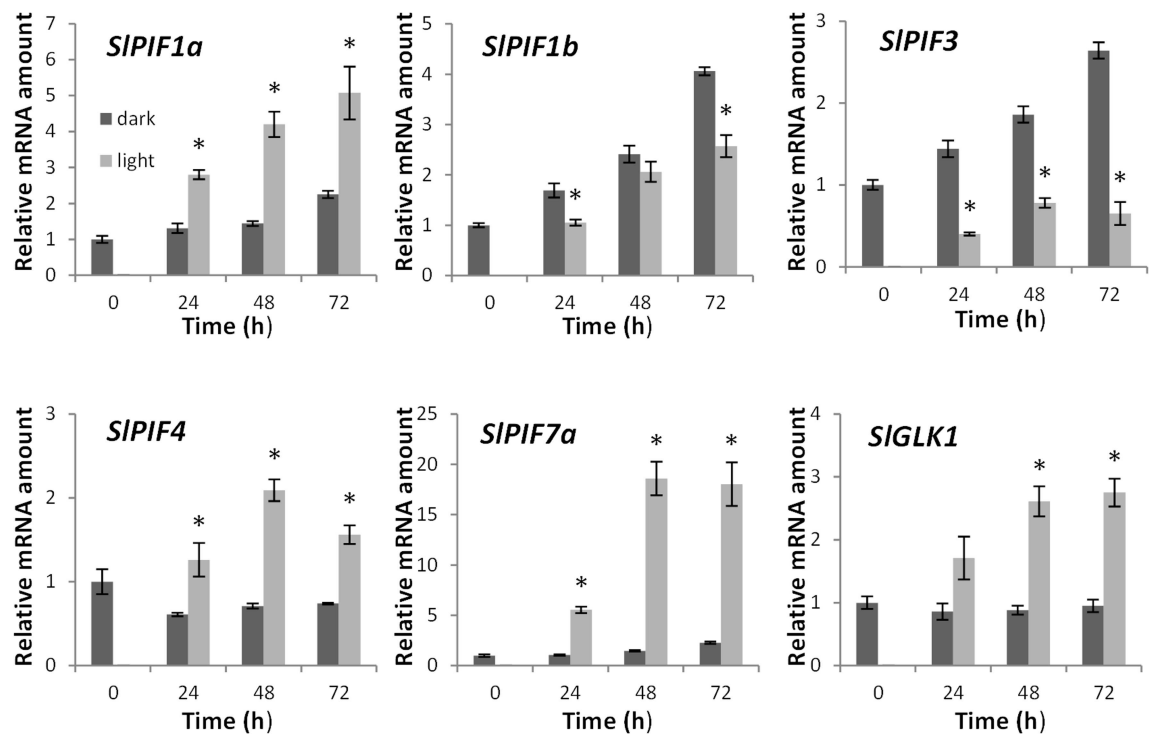 SlPIF1a
Relative mRNA amount
7
6
5
4
3
2
1
0
dark
light
*
*
*
0 24 48 72
Time (h)
SlPIF1b
Relative mRNA amount
5
4
3
2
1
0
*
*
0 24 48 72
Time (h)
SlPIF3
Relative mRNA amount
3
2
1
0
*
*
*
0 24 48 72
Time (h)
SlPIF4
Relative mRNA amount
3
2
1
0
*
*
*
0 24 48 72
Time (h)
SlPIF7a
Relative mRNA amount
25
20
15
10
5
0
*
*
*
0 24 48 72
Time (h)
SlGLK1
Relative mRNA amount
4
3
2
1
0
*
*
0 24 48 72
Time (h)